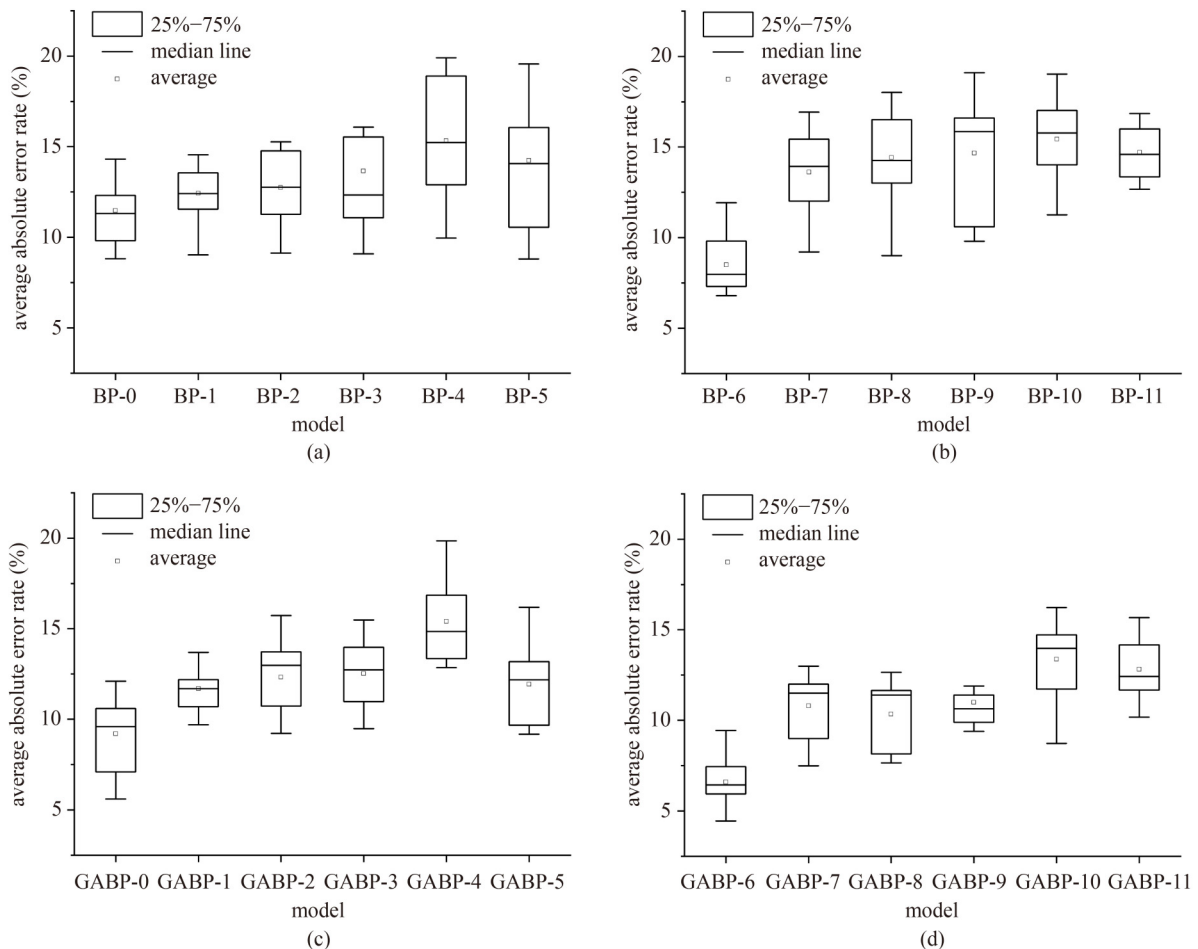 25%−75%
median line
average
average absolute error rate (%)
20
15
10
5
BP-0 BP-1 BP-2 BP-3 BP-4 BP-5
model
(a)
25%−75%
median line
average
average absolute error rate (%)
20
15
10
5
BP-6 BP-7 BP-8 BP-9 BP-10 BP-11
model
(b)
25%−75%
median line
average
average absolute error rate (%)
20
15
10
5
GABP-0 GABP-1 GABP-2 GABP-3 GABP-4 GABP-5
model
(c)
25%−75%
median line
average
average absolute error rate (%)
20
15
10
5
GABP-6 GABP-7 GABP-8 GABP-9 GABP-10 GABP-11
model
(d)